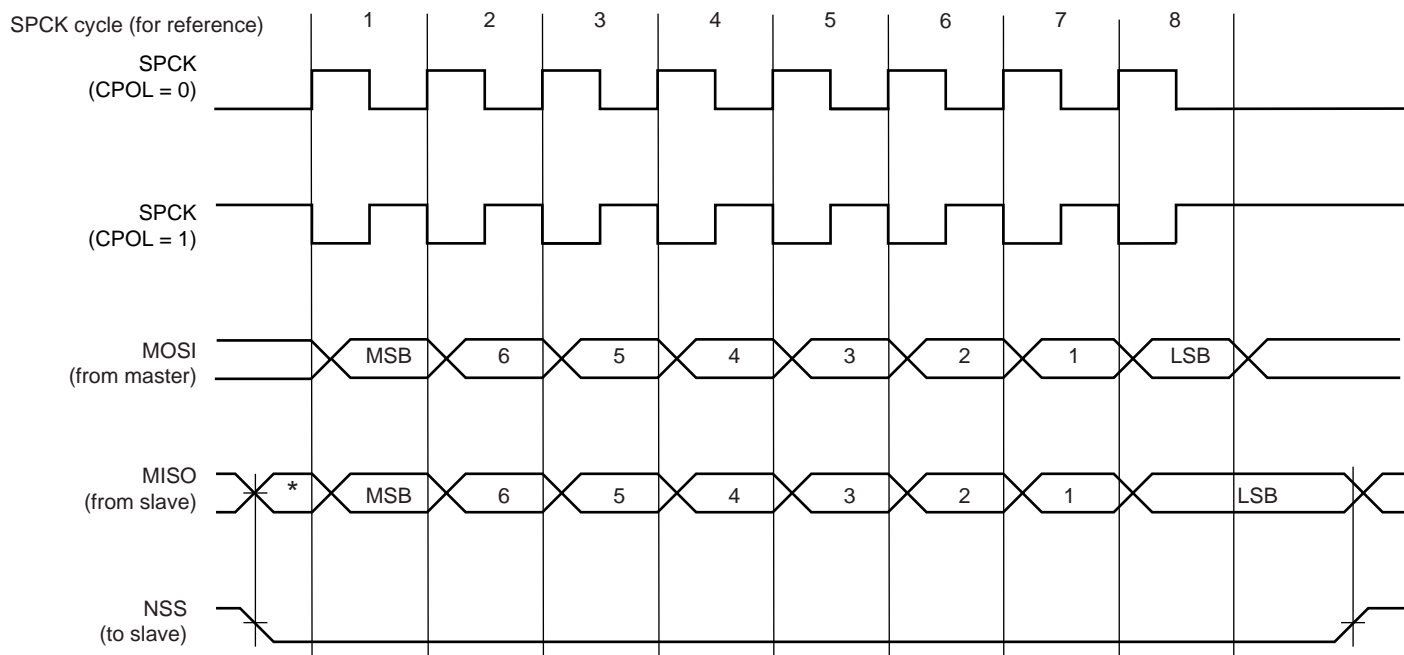 SPCK cycle (for reference) 1 2 3 4 5 6 7 8
SPCK
(CPOL = 0)
SPCK
(CPOL = 1)
MOSI
(from master)
MSB 6 5 4 3 2 1 LSB
MISO
(from slave)
* MSB 6 5 4 3 2 1 LSB
NSS
(to slave)